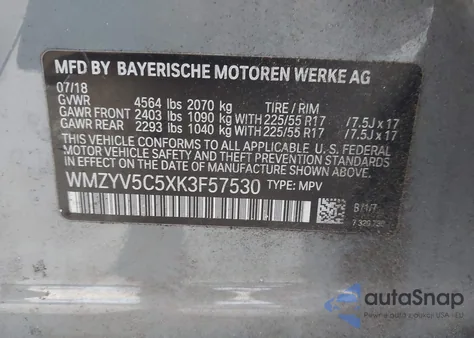 MFD BY BAYERISCHE MOTOREN WERKE AG
07/18
GVWR 4564 lbs 2070 kg TIRE / RIM
GAWR FRONT 2403 lbs 1090 kg WITH 225/55 R17 /7.5J x 17
GAWR REAR 2293 lbs 1040 kg WITH 225/55 R17 /7.5J x 17
THIS VEHICLE CONFORMS TO ALL APPLICABLE U.S. FEDERAL
MOTOR VEHICLE SAFETY, BUMPER, AND THEFT PREVENTION
STANDARDS IN EFFECT ON THE DATE OF MANUFACTURE
SHOWN ABOVE.
WMZYV5C5XK3F57530 TYPE: MPV
autoSnap